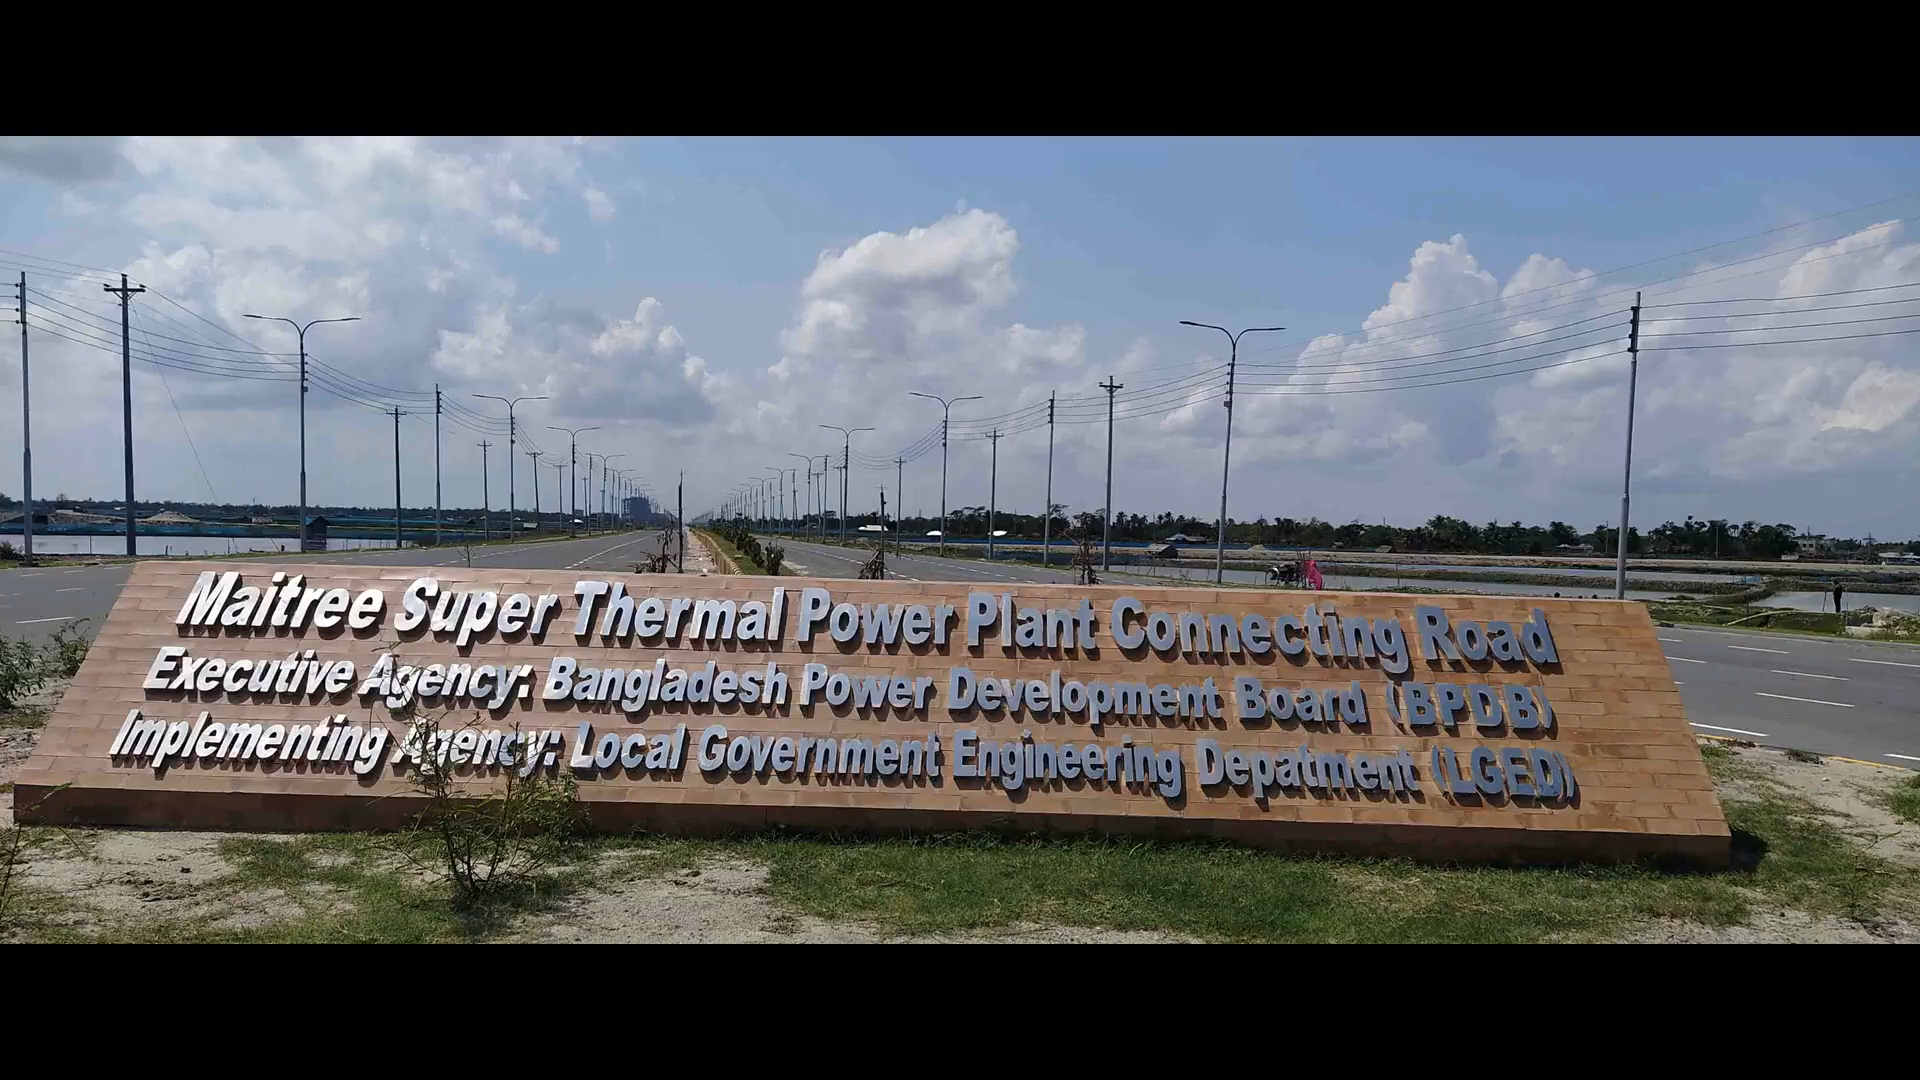 Maitree Super Thermal Power Plant Connecting Road
Executive Agency: Bangladesh Power Development Board (BPDB)
Implementing Agency: Local Government Engineering Depatment (LGED)